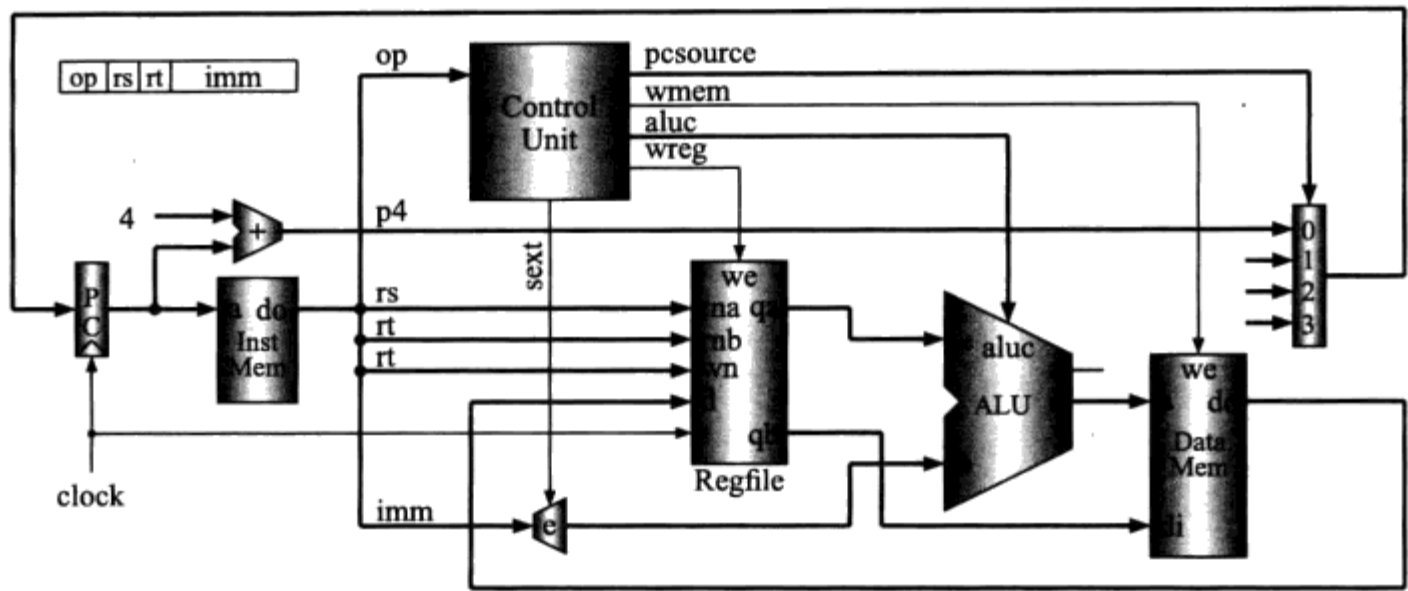 op pcsource
op rs rt imm
wmem
Control
Unit
aluc
wreg
4
p4
+
sext
0
1
2
3
P
C
a do
Inst
Mem
rs
rt
rt
we
na qa
nb
wn
d
qb
Regfile
aluc
ALU
we
Data
Mem
di
clock
imm
e